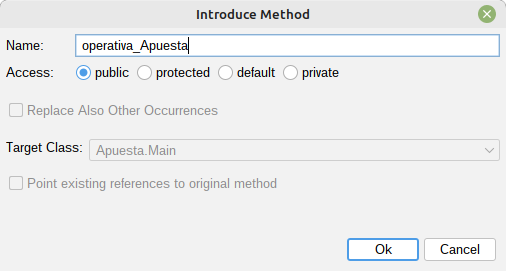 Introduce Method
Name: operativa_Apuesta
Access: public protected default private
Replace Also Other Occurrences
Target Class: Apuesta.Main
Point existing references to original method
Ok Cancel